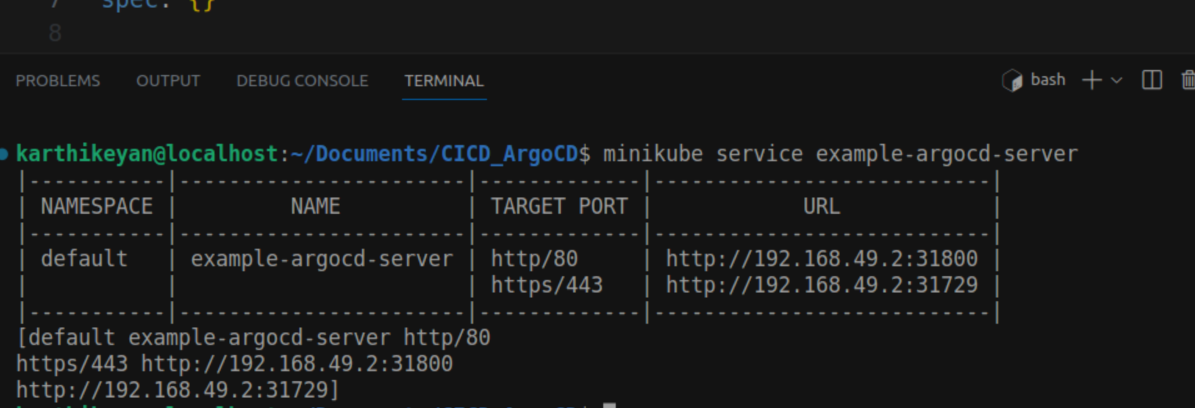 7 spec: {}
8
PROBLEMS OUTPUT DEBUG CONSOLE TERMINAL bash
karthikeyan@localhost:~/Documents/CICD_ArgoCD$ minikube service example-argocd-server
|-----------|-----------------------|-------------|---------------------------|
| NAMESPACE | NAME | TARGET PORT | URL |
|-----------|-----------------------|-------------|---------------------------|
| default | example-argocd-server | http/80 | http://192.168.49.2:31800 |
| | | https/443 | http://192.168.49.2:31729 |
|-----------|-----------------------|-------------|---------------------------|
[default example-argocd-server http/80
https/443 http://192.168.49.2:31800
http://192.168.49.2:31729]